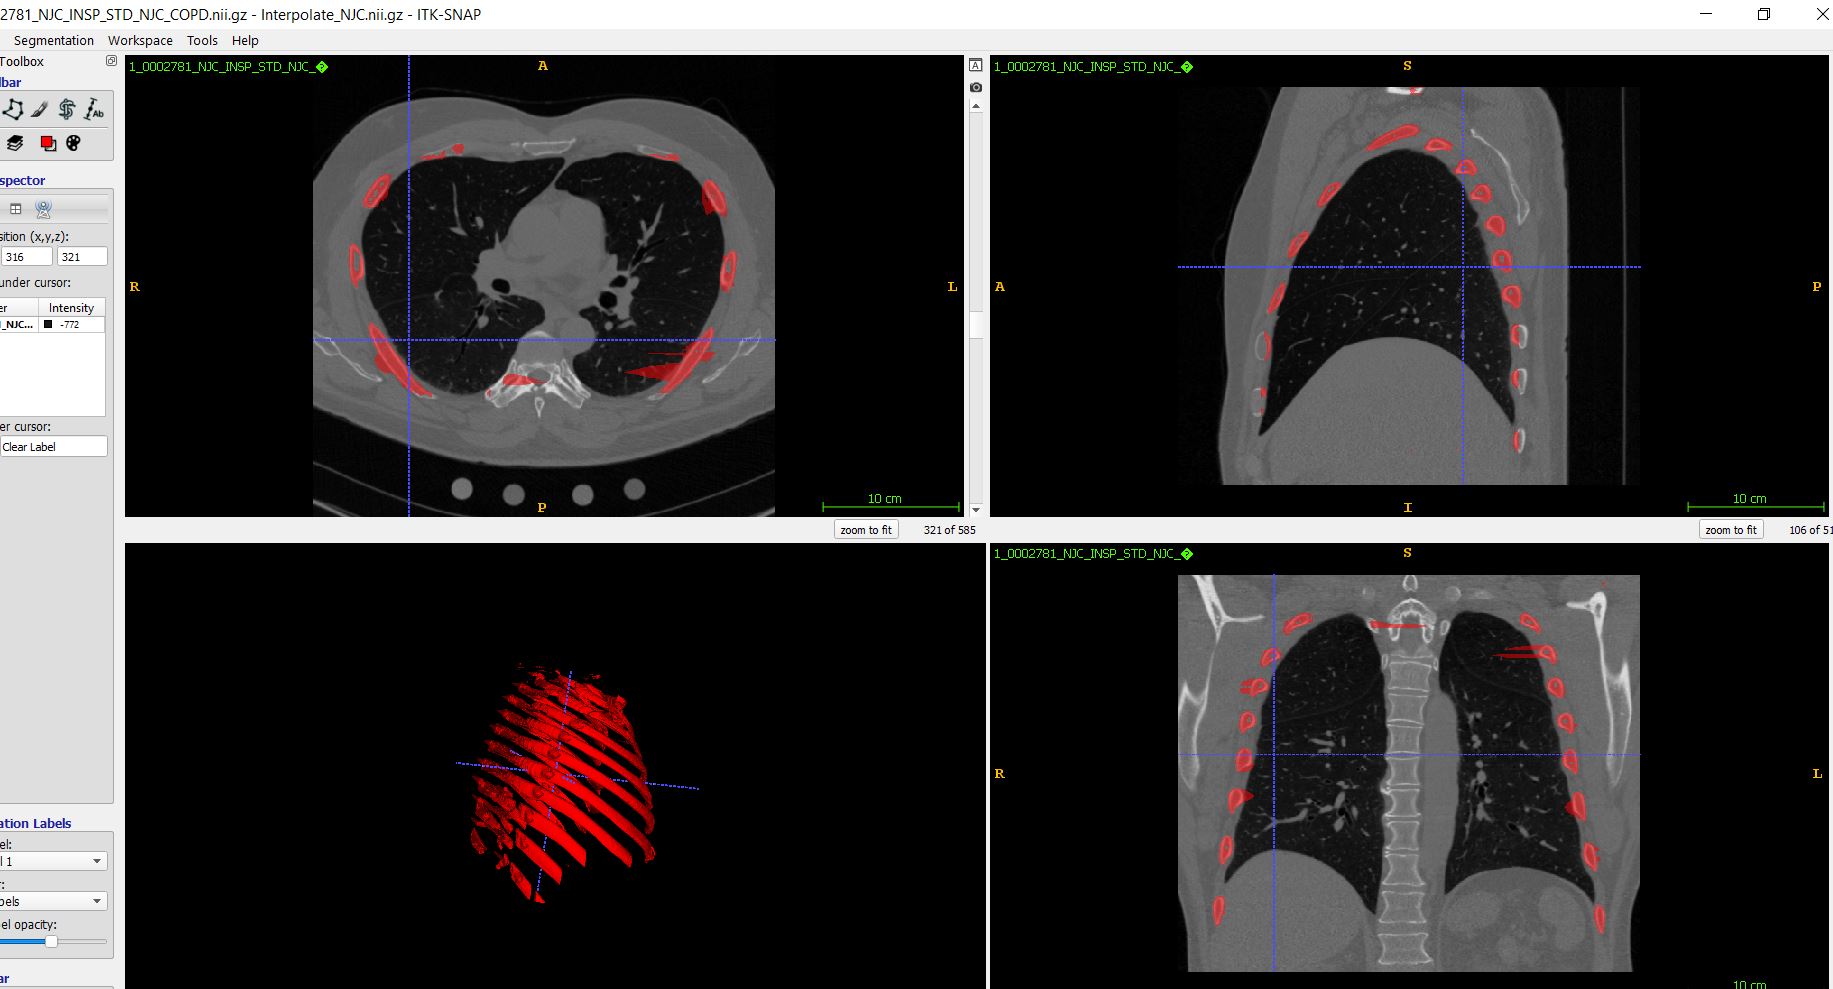 2781_NJC_INSP_STD_NJC_COPD.nii.gz - Interpolate_NJC.nii.gz - ITK-SNAP
Segmentation Workspace Tools Help
Toolbox
lbar
Ab
spector
sition (x,y,z):
316 321
under cursor:
er Intensity
l_NJC... -772
er cursor:
Clear Label
ation Labels
el:
l 1
r:
bels
el opacity:
ar
1_0002781_NJC_INSP_STD_NJC_
A
R
L
P
10 cm
zoom to fit 321 of 585
A
1_0002781_NJC_INSP_STD_NJC_
S
A
P
I
10 cm
zoom to fit 106 of 51
1_0002781_NJC_INSP_STD_NJC_
S
R
L
10 cm